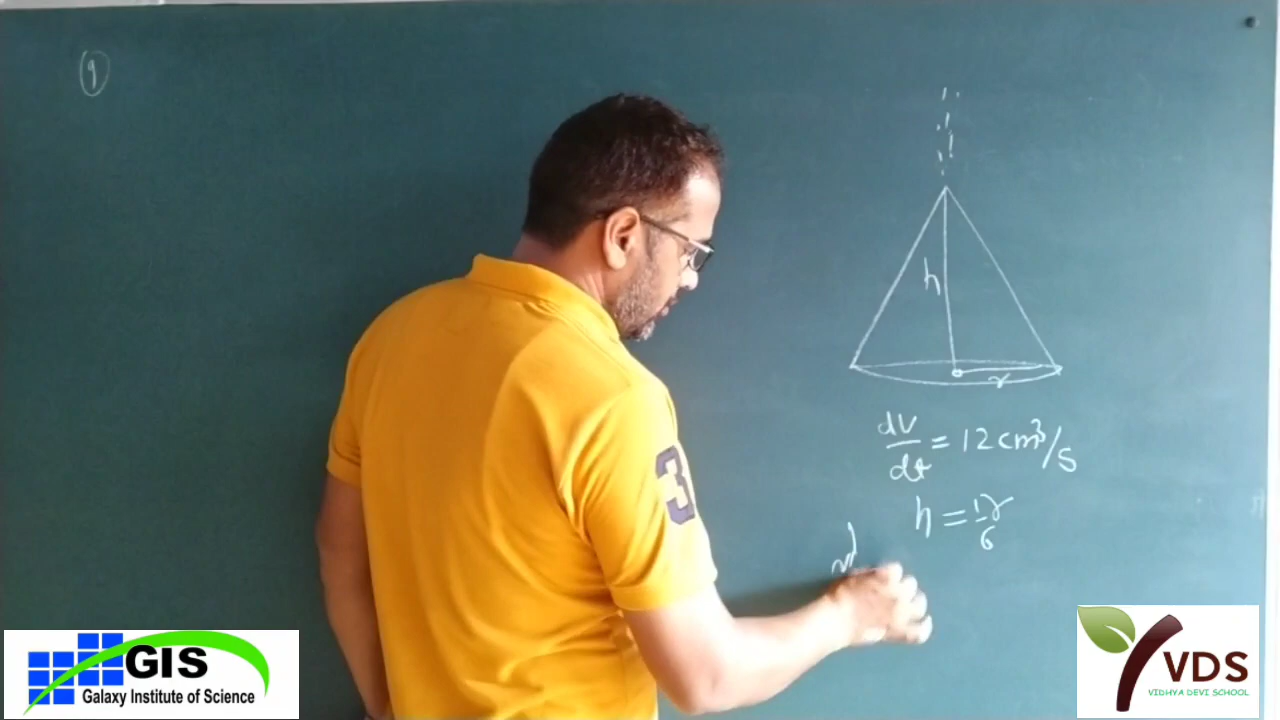 9
h
r
dv/dt = 12 cm³/s
h = 1r/6
3
GIS
Galaxy Institute of Science
VDS
VIDHYA DEVI SCHOOL